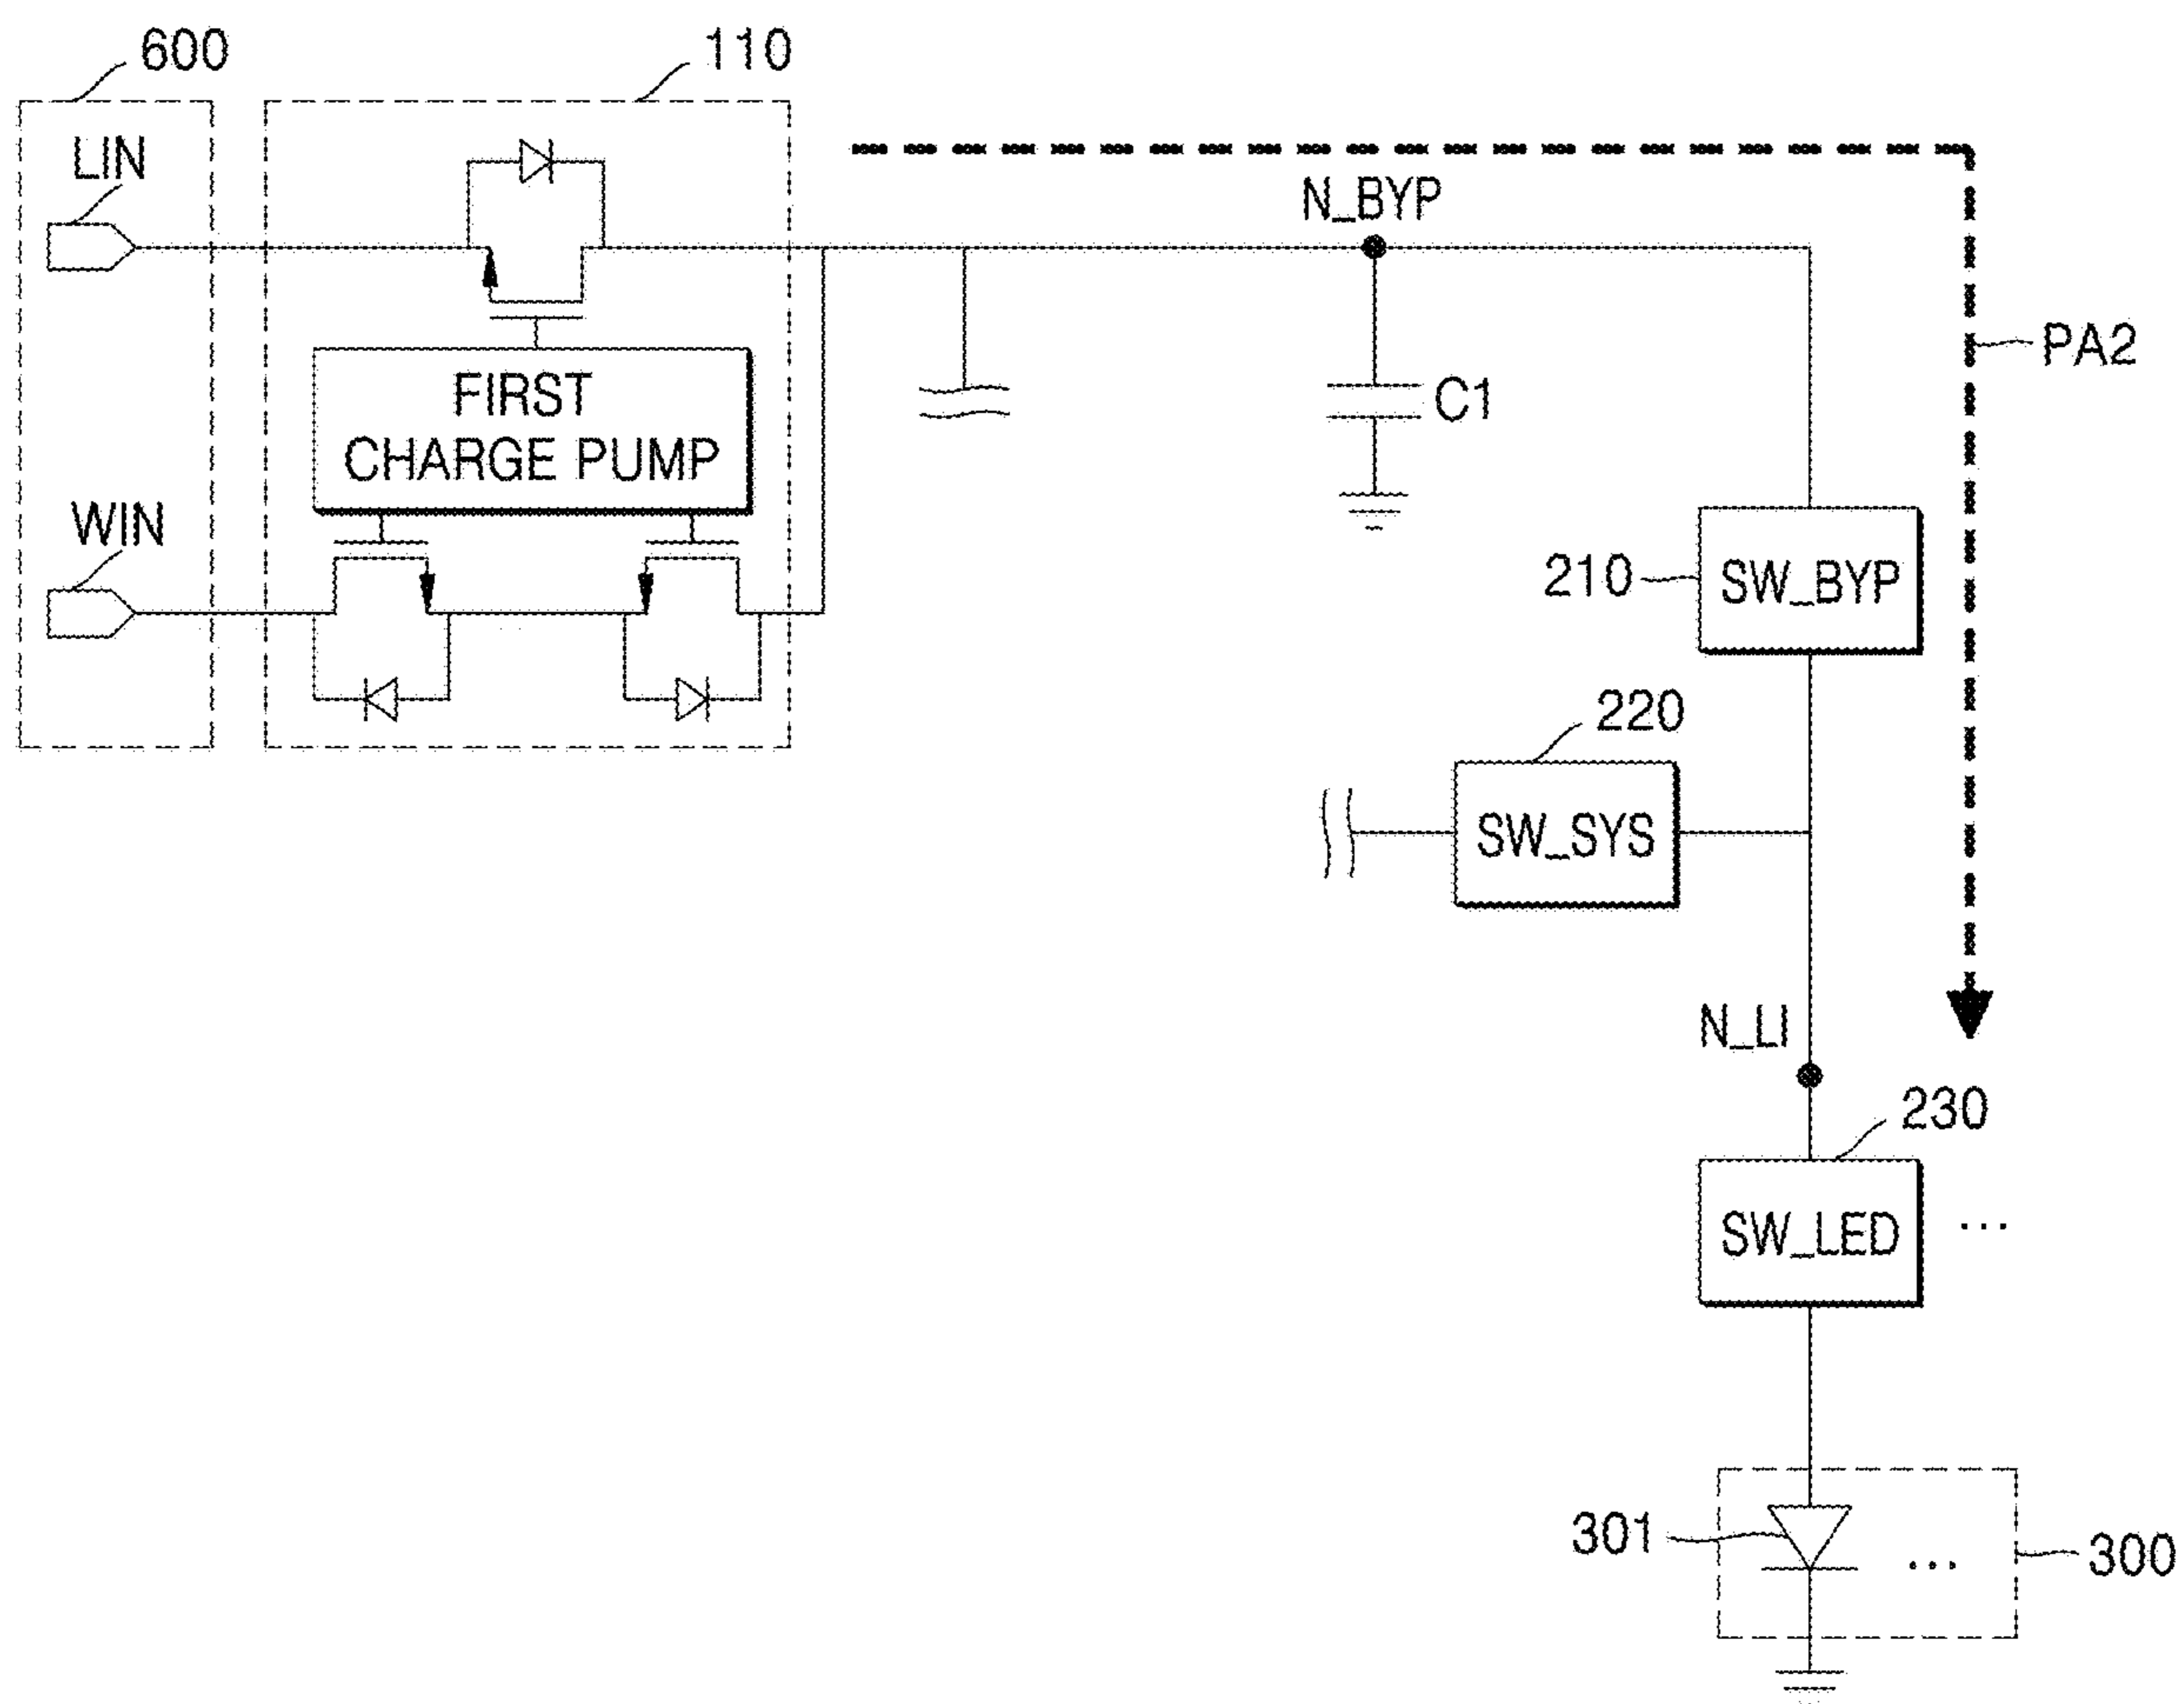 600
110
LIN
N_BYP
PA2
FIRST
CHARGE PUMP
C1
WIN
210
SW_BYP
220
SW_SYS
N_LI
230
SW_LED
...
301
...
300